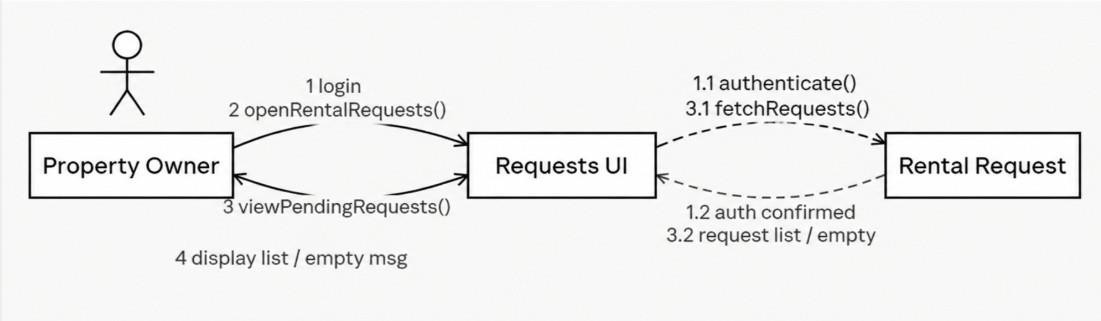 1 login
2 openRentalRequests()
1.1 authenticate()
3.1 fetchRequests()
Property Owner
Requests UI
Rental Request
3 viewPendingRequests()
1.2 auth confirmed
3.2 request list / empty
4 display list / empty msg